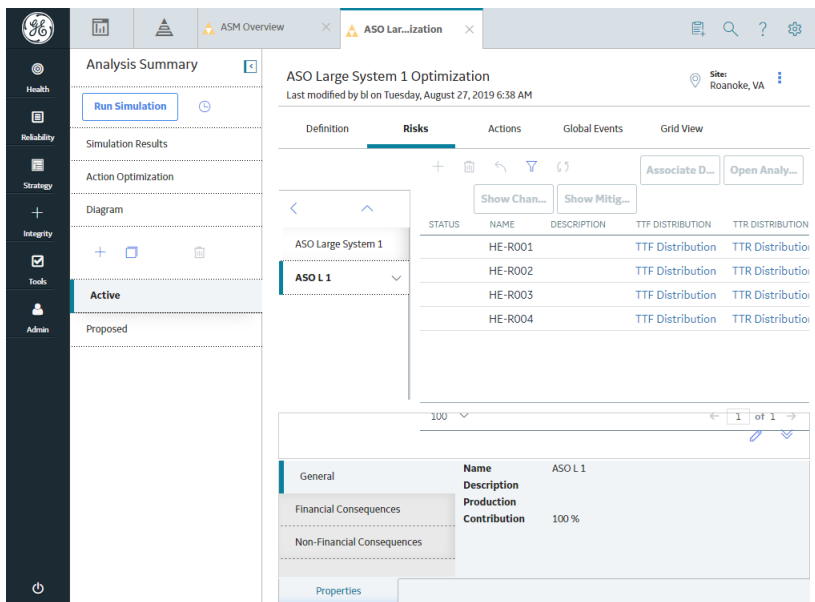 GE
ASM Overview
ASO Lar...ization
Health
Reliability
Strategy
Integrity
Tools
Admin
Analysis Summary
Run Simulation
Simulation Results
Action Optimization
Diagram
Active
Proposed
ASO Large System 1 Optimization
Last modified by bl on Tuesday, August 27, 2019 6:38 AM
Site:
Roanoke, VA
Definition Risks Actions Global Events Grid View
Associate D... Open Analy...
Show Chan... Show Mitig...
ASO Large System 1
ASO L 1
STATUS NAME DESCRIPTION TTF DISTRIBUTION TTR DISTRIBUTION
HE-R001 TTF Distribution TTR Distributio
HE-R002 TTF Distribution TTR Distributio
HE-R003 TTF Distribution TTR Distributio
HE-R004 TTF Distribution TTR Distributio
100 1 of 1
General
Financial Consequences
Non-Financial Consequences
Name ASO L 1
Description
Production
Contribution 100 %
Properties